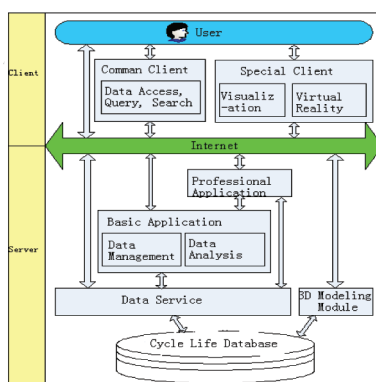 User
Client
Comman Client
Data Access,
Query, Search
Special Client
Visualiz
-ation
Virtual
Reality
Internet
Professional
Application
Server
Basic Application
Data
Management
Data
Analysis
Data Service
3D Modeling
Module
Cycle Life Database